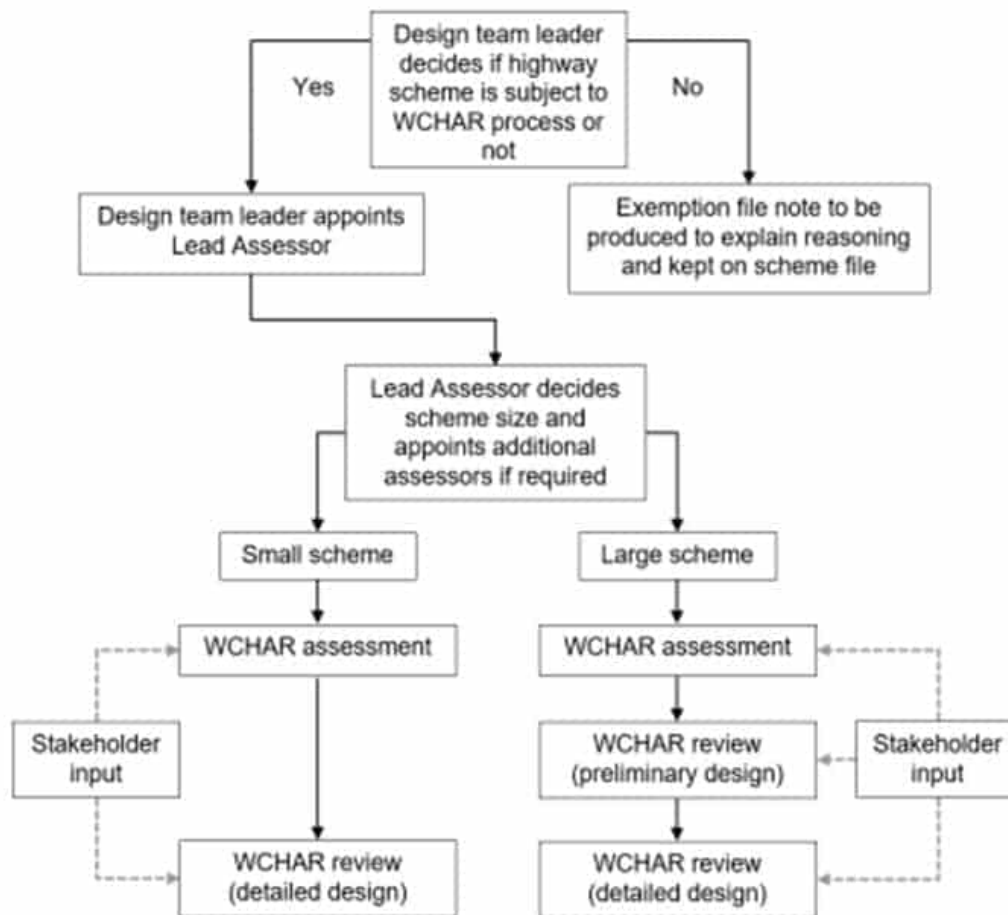 Design team leader
decides if highway
scheme is subject to
WCHAR process or
not
Yes
No
Design team leader appoints
Lead Assessor
Exemption file note to be
produced to explain reasoning
and kept on scheme file
Lead Assessor decides
scheme size and
appoints additional
assessors if required
Small scheme
Large scheme
WCHAR assessment
WCHAR assessment
Stakeholder
input
WCHAR review
(preliminary design)
Stakeholder
input
WCHAR review
(detailed design)
WCHAR review
(detailed design)